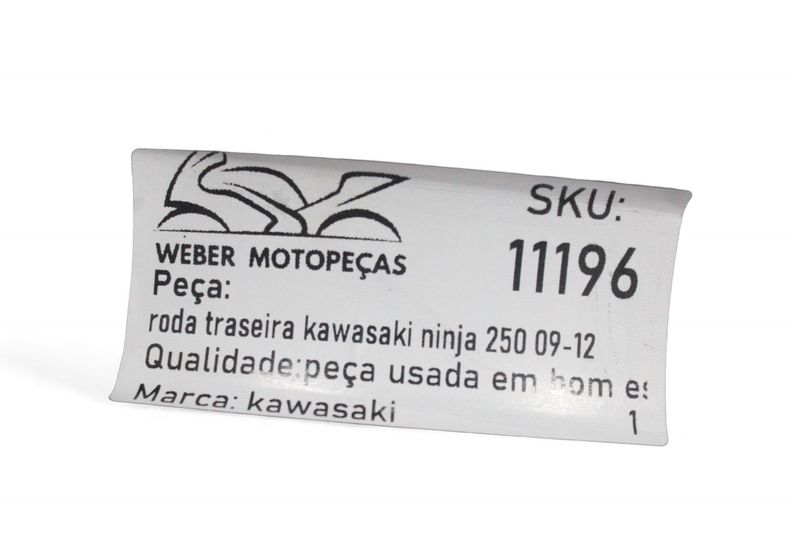 WEBER MOTOPEÇAS
SKU:
11196
Peça:
roda traseira kawasaki ninja 250 09-12
Qualidade:peça usada em bom es
Marca: kawasaki
1